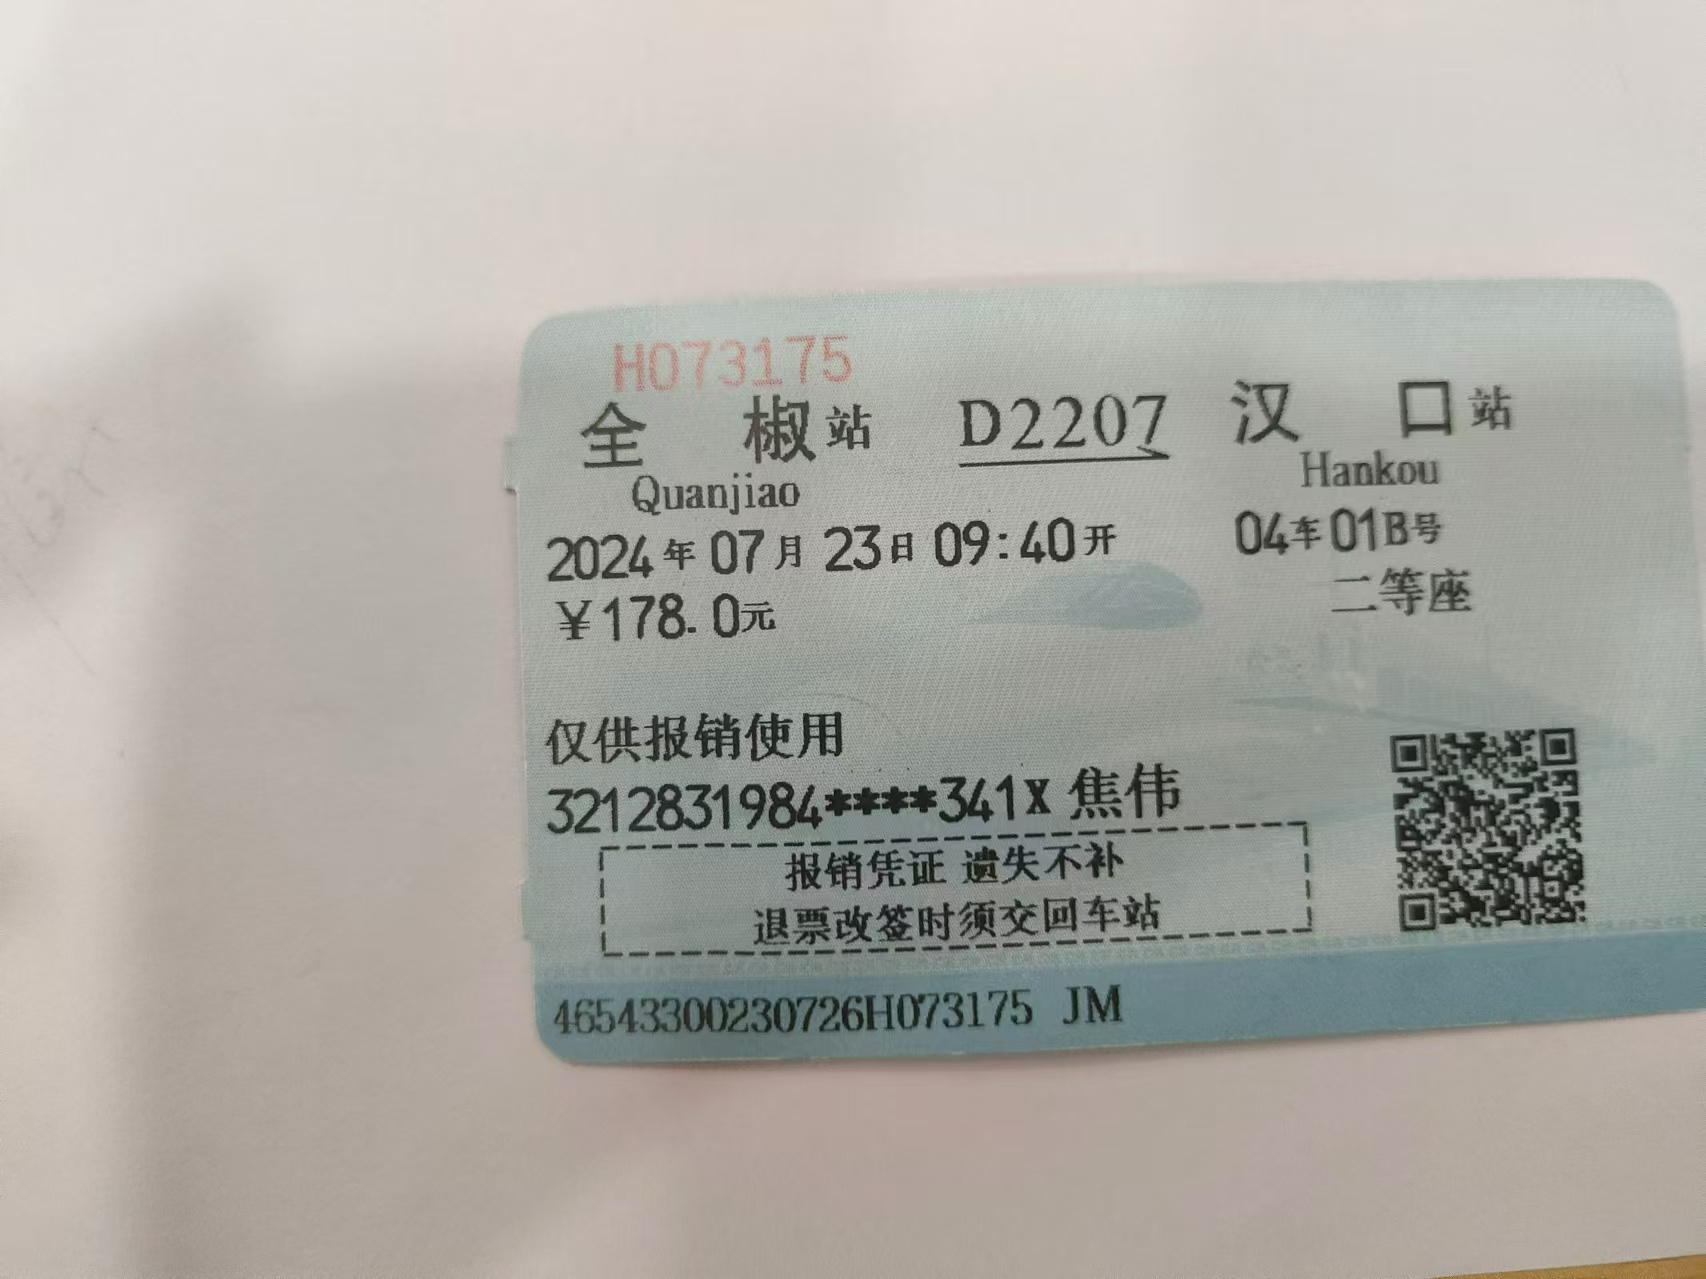 H073175
全 椒站 D2207 汉 口站
Quanjiao Hankou
2024年07月23日09:40开 04车01B号
¥178.0元 二等座
仅供报销使用
3212831984****341X 焦伟
报销凭证 遗失不补
退票改签时须交回车站
46543300230726H073175 JM